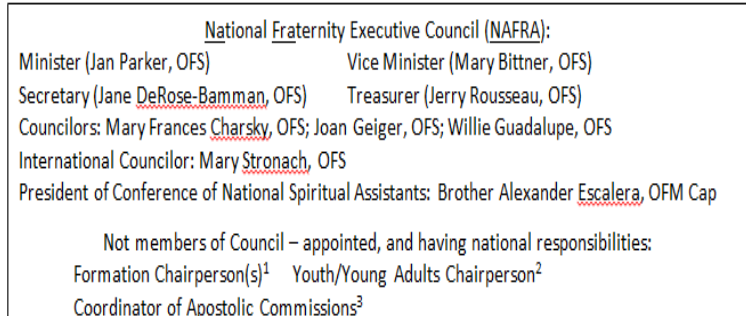 National Fraternity Executive Council (NAFRA):
Minister (Jan Parker, OFS) Vice Minister (Mary Bittner, OFS)
Secretary (Jane DeRose-Bamman, OFS) Treasurer (Jerry Rousseau, OFS)
Councilors: Mary Frances Charsky, OFS; Joan Geiger, OFS; Willie Guadalupe, OFS
International Councilor: Mary Stronach, OFS
President of Conference of National Spiritual Assistants: Brother Alexander Escalera, OFM Cap
Not members of Council – appointed, and having national responsibilities:
Formation Chairperson(s)¹ Youth/Young Adults Chairperson²
Coordinator of Apostolic Commissions³